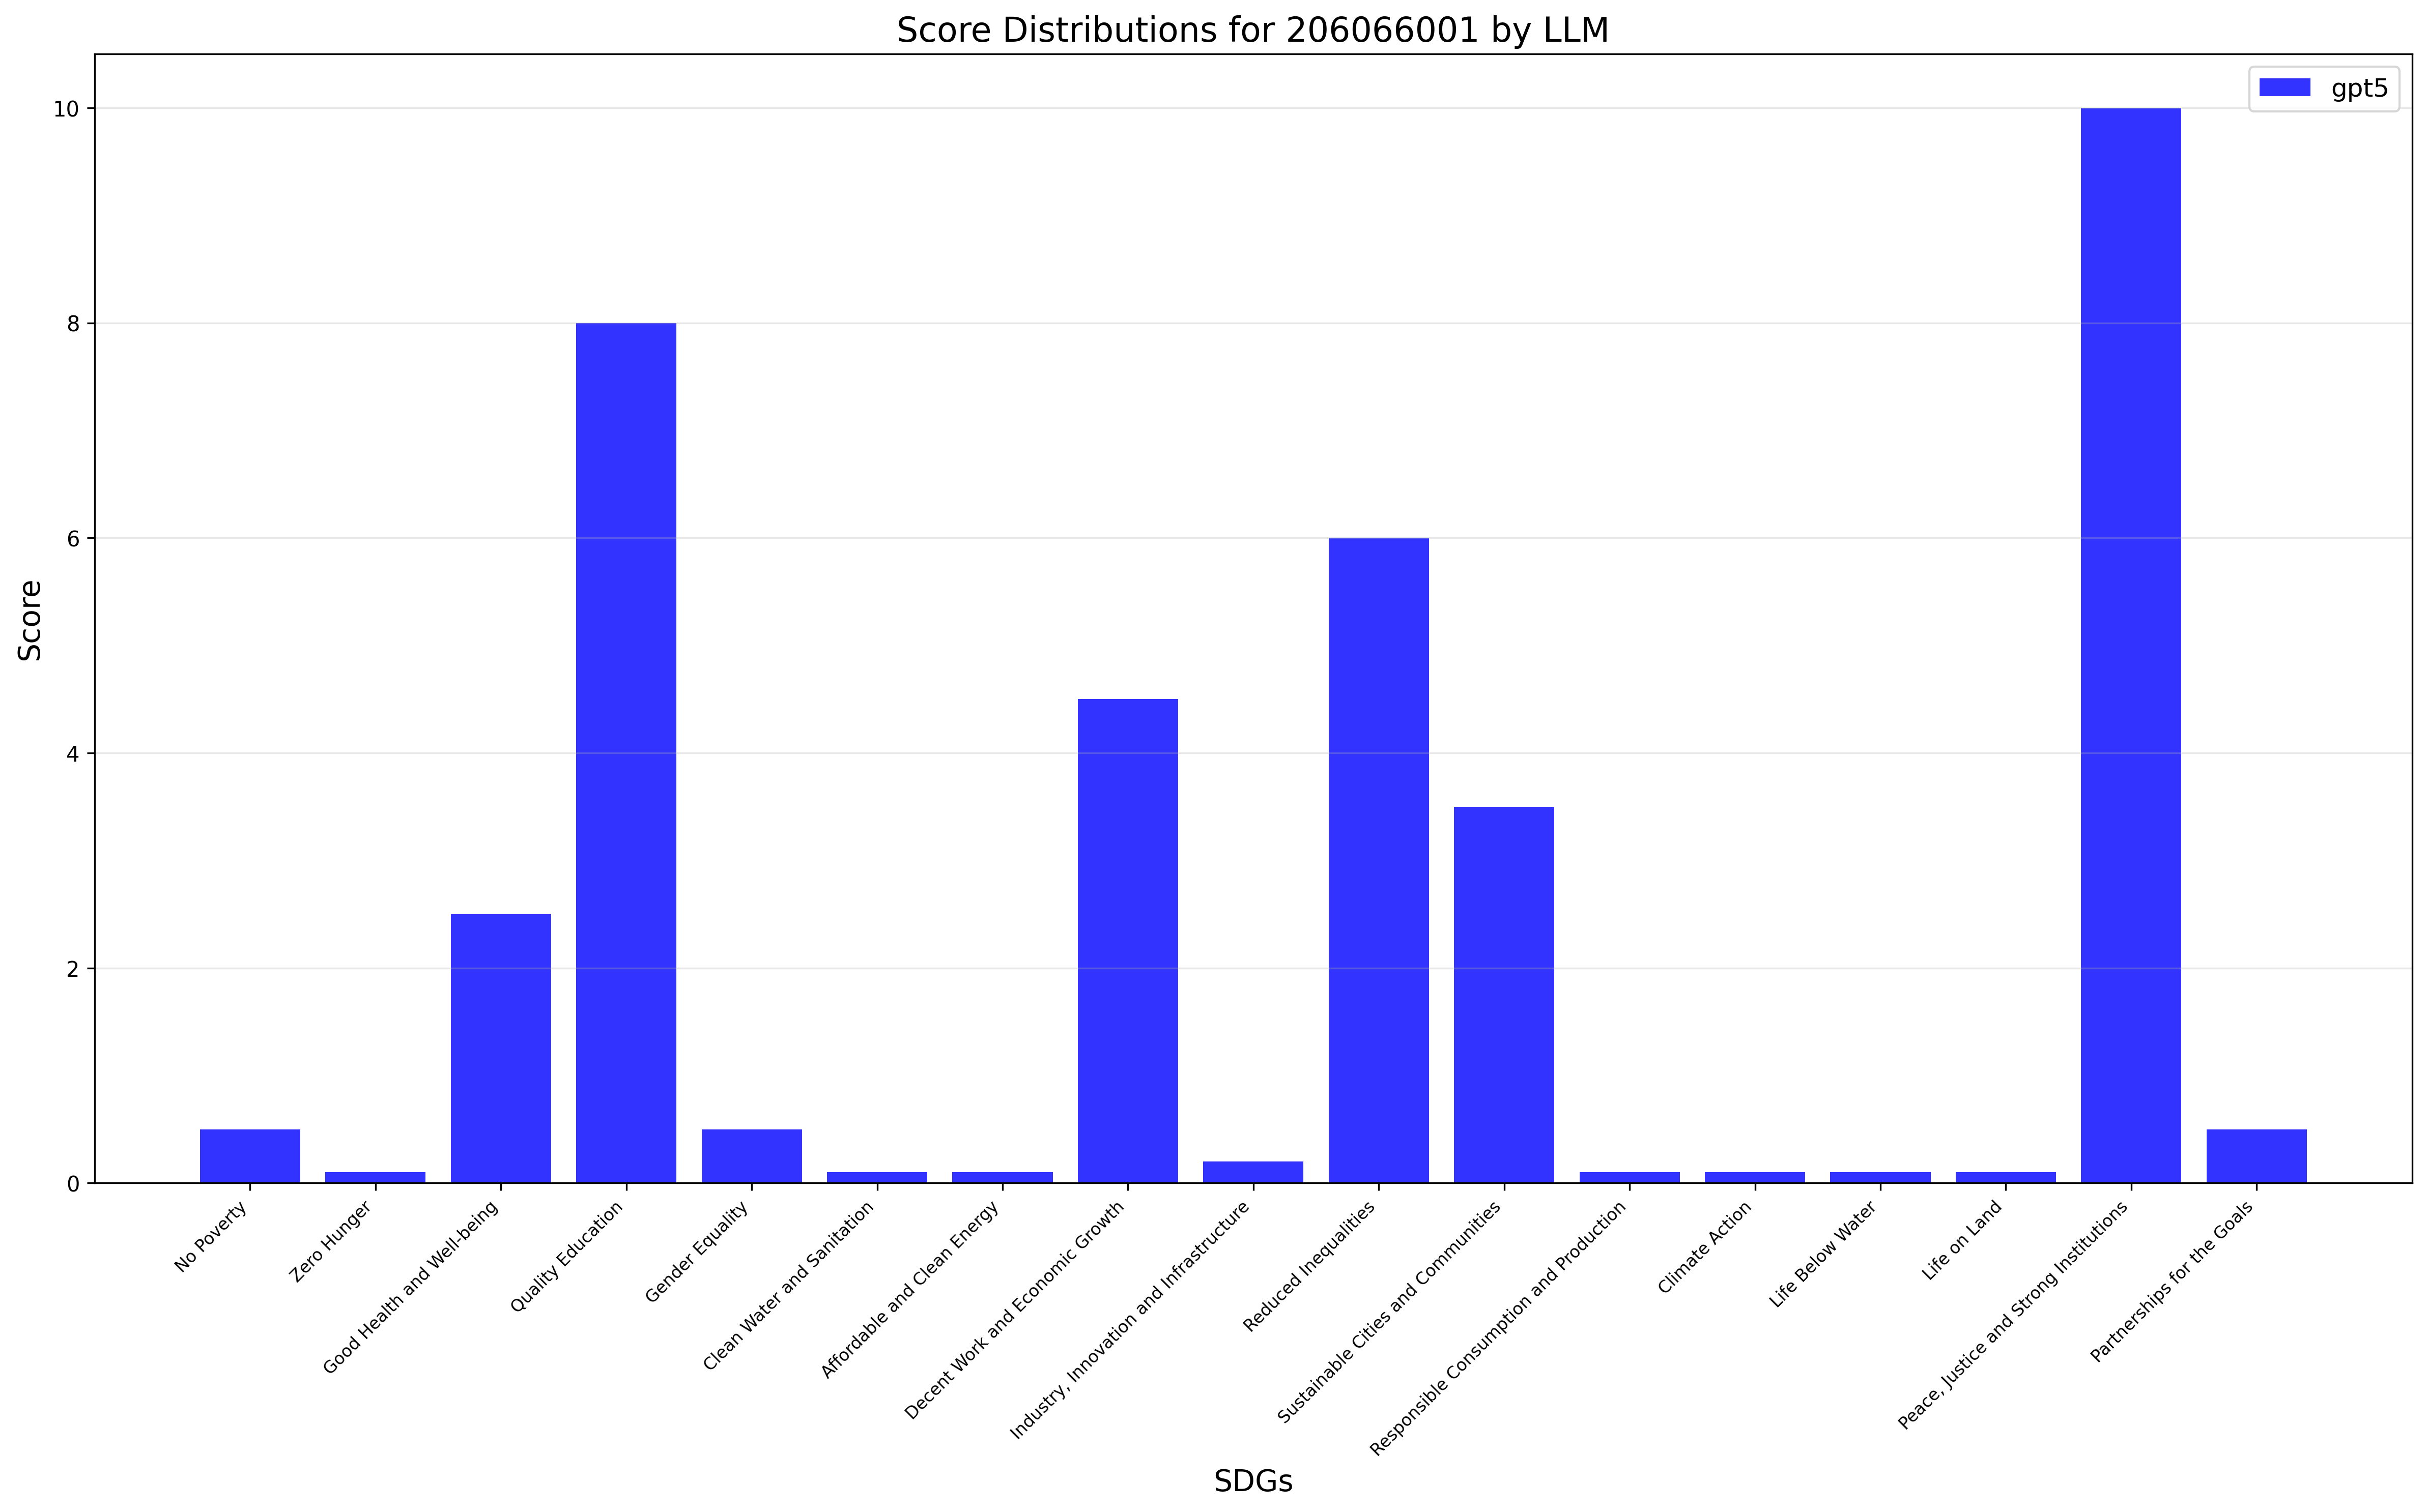 Score Distributions for 206066001 by LLM
gpt5
Score
10
8
6
4
2
0
No Poverty
Zero Hunger
Good Health and Well-being
Quality Education
Gender Equality
Clean Water and Sanitation
Affordable and Clean Energy
Decent Work and Economic Growth
Industry, Innovation and Infrastructure
Reduced Inequalities
Sustainable Cities and Communities
Responsible Consumption and Production
Climate Action
Life Below Water
Life on Land
Peace, Justice and Strong Institutions
Partnerships for the Goals
SDGs